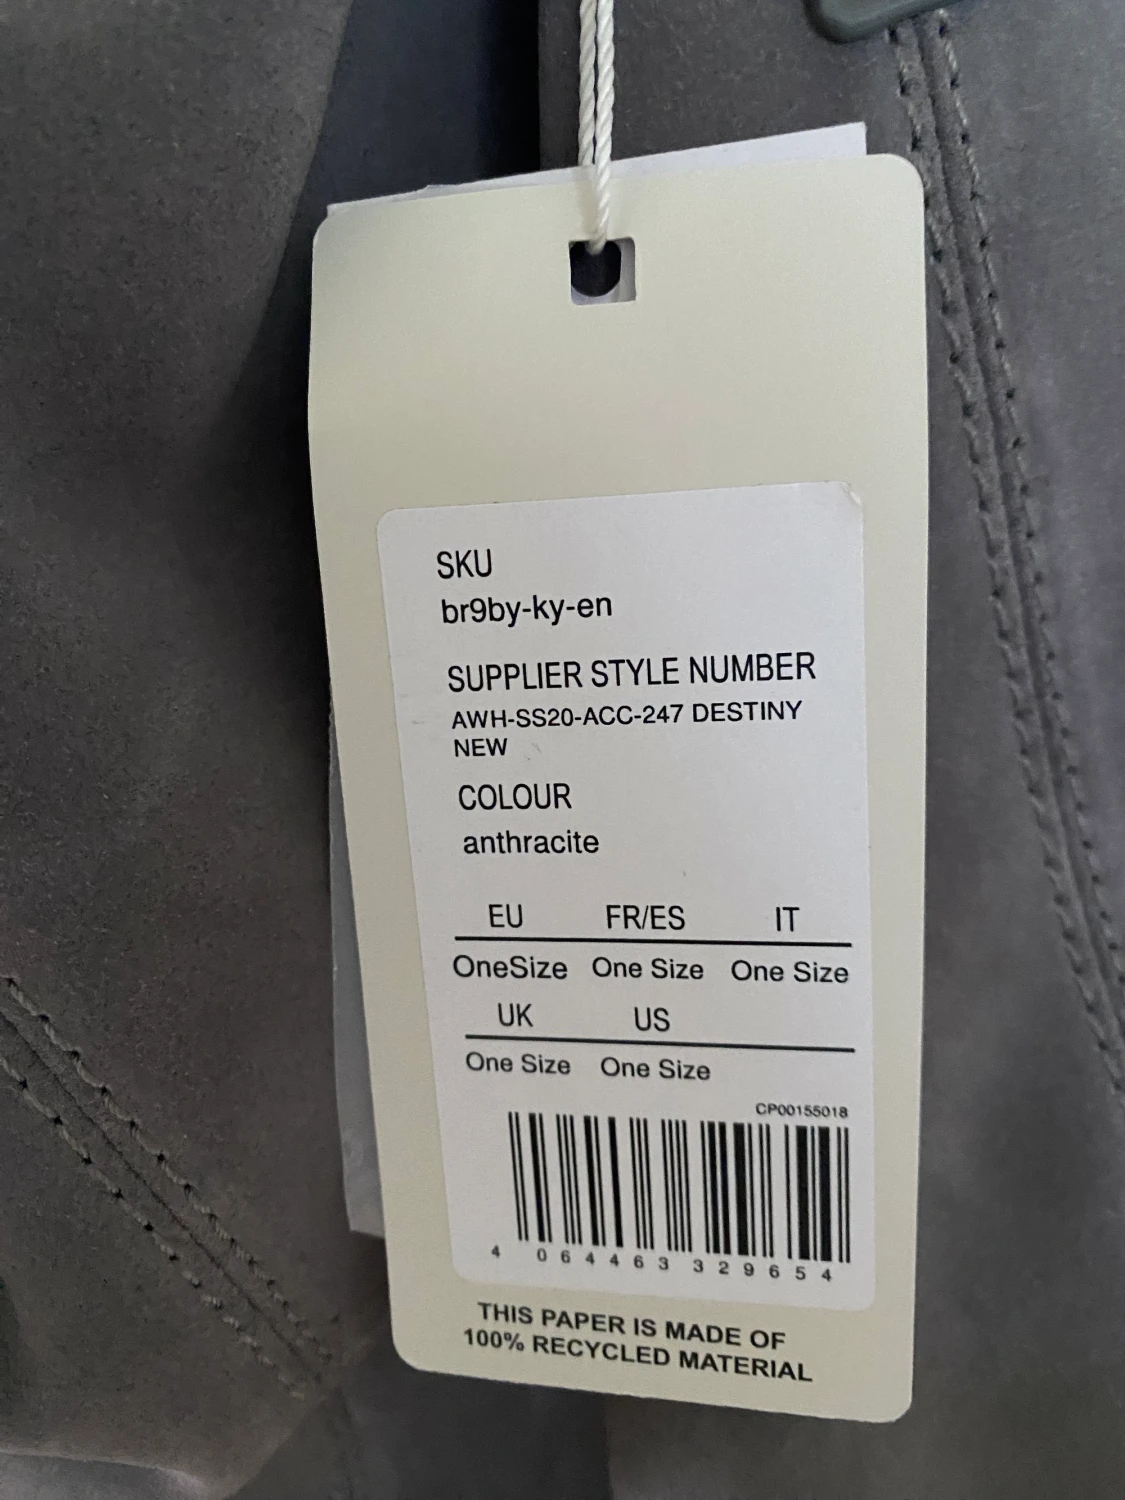 SKU
br9by-ky-en
SUPPLIER STYLE NUMBER
AWH-SS20-ACC-247 DESTINY
NEW
COLOUR
anthracite
EU FR/ES IT
OneSize One Size One Size
UK US
One Size One Size
CP00155018
4 064463 329654
THIS PAPER IS MADE OF
100% RECYCLED MATERIAL